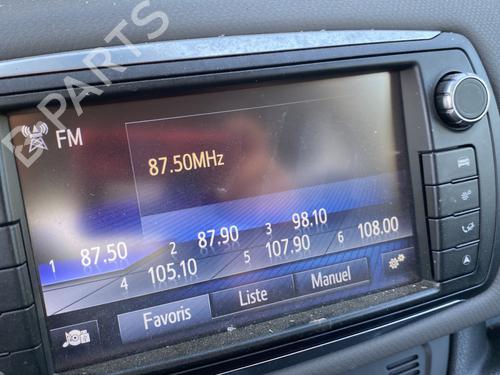 B-PARTS
FM
87.50MHz
1 87.50 2 87.90 3 98.10
4 105.10 5 107.90 6 108.00
Favoris Liste Manuel